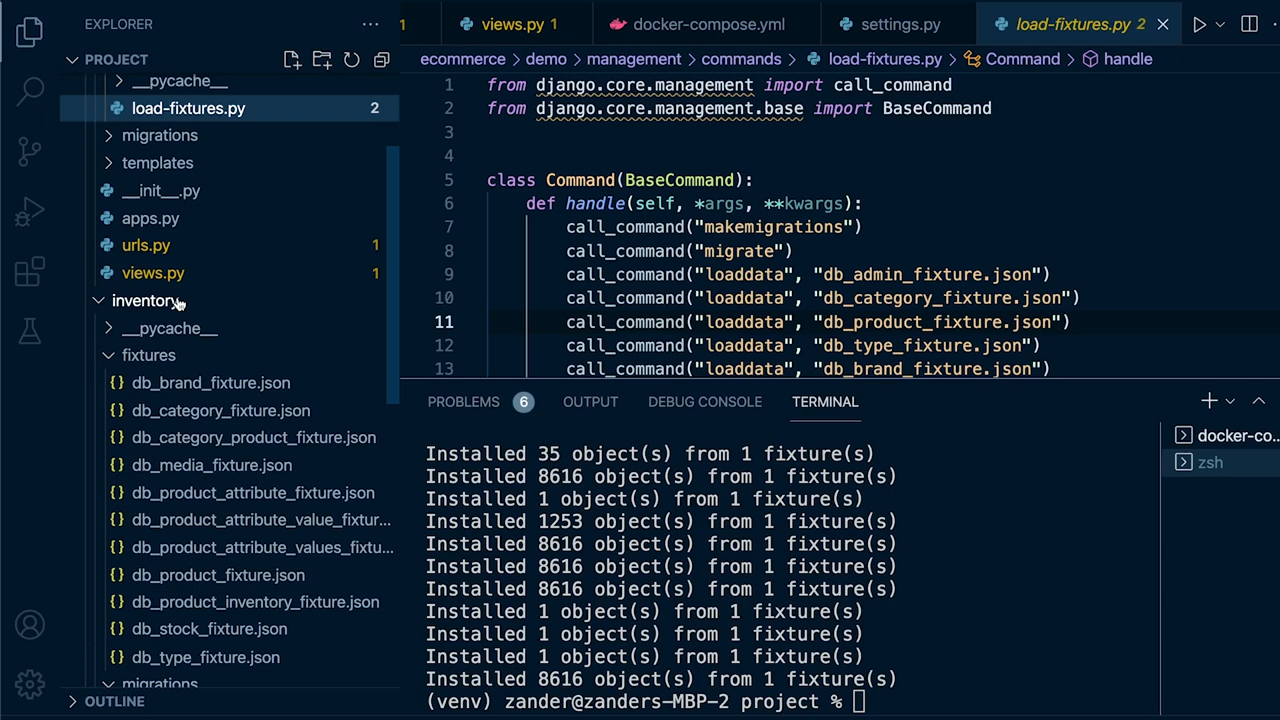 EXPLORER
PROJECT
__pycache__
load-fixtures.py 2
migrations
templates
__init__.py
apps.py
urls.py 1
views.py 1
inventory
__pycache__
fixtures
{} db_brand_fixture.json
{} db_category_fixture.json
{} db_category_product_fixture.json
{} db_media_fixture.json
{} db_product_attribute_fixture.json
{} db_product_attribute_value_fixtur...
{} db_product_attribute_values_fixtu...
{} db_product_fixture.json
{} db_product_inventory_fixture.json
{} db_stock_fixture.json
{} db_type_fixture.json
migrations
OUTLINE
1 views.py 1 docker-compose.yml settings.py load-fixtures.py 2
ecommerce > demo > management > commands > load-fixtures.py > Command > handle
1 from django.core.management import call_command
2 from django.core.management.base import BaseCommand
3
4
5 class Command(BaseCommand):
6 def handle(self, *args, **kwargs):
7 call_command("makemigrations")
8 call_command("migrate")
9 call_command("loaddata", "db_admin_fixture.json")
10 call_command("loaddata", "db_category_fixture.json")
11 call_command("loaddata", "db_product_fixture.json")
12 call_command("loaddata", "db_type_fixture.json")
13 call_command("loaddata", "db_brand_fixture.json")
PROBLEMS 6 OUTPUT DEBUG CONSOLE TERMINAL
Installed 35 object(s) from 1 fixture(s)
Installed 8616 object(s) from 1 fixture(s)
Installed 1 object(s) from 1 fixture(s)
Installed 1253 object(s) from 1 fixture(s)
Installed 8616 object(s) from 1 fixture(s)
Installed 8616 object(s) from 1 fixture(s)
Installed 8616 object(s) from 1 fixture(s)
Installed 1 object(s) from 1 fixture(s)
Installed 1 object(s) from 1 fixture(s)
Installed 1 object(s) from 1 fixture(s)
Installed 8616 object(s) from 1 fixture(s)
(venv) zander@zanders-MBP-2 project %
docker-co...
zsh